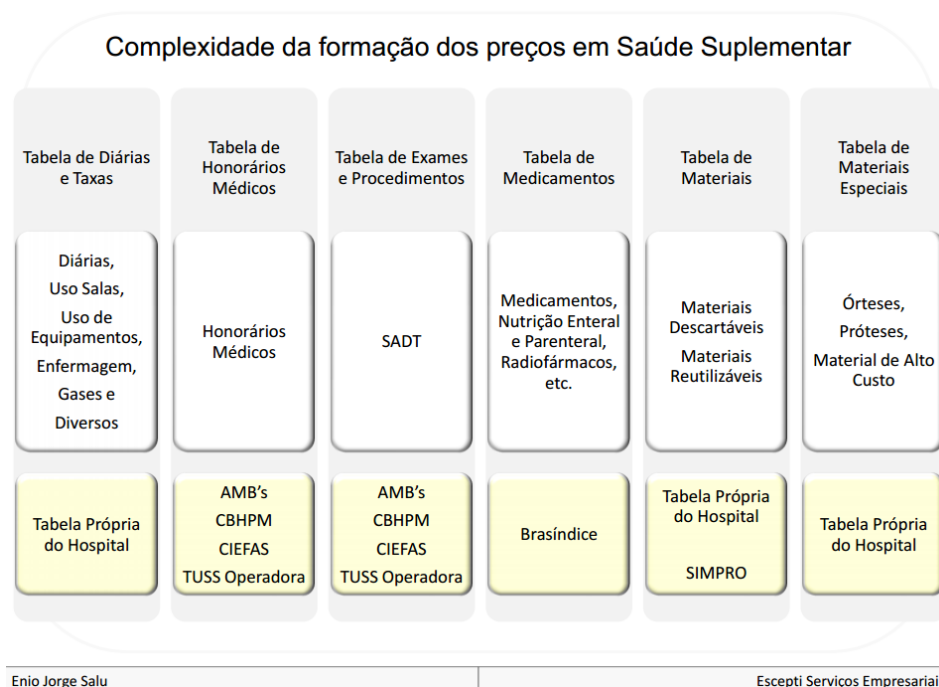 Complexidade da formação dos preços em Saúde Suplementar
Tabela de Diárias
e Taxas
Diárias,
Uso Salas,
Uso de
Equipamentos,
Enfermagem,
Gases e
Diversos
Tabela Própria
do Hospital
Tabela de
Honorários
Médicos
Honorários
Médicos
AMB's
CBHPM
CIEFAS
TUSS Operadora
Tabela de Exames
e Procedimentos
SADT
AMB's
CBHPM
CIEFAS
TUSS Operadora
Tabela de
Medicamentos
Medicamentos,
Nutrição Enteral
e Parenteral,
Radiofármacos,
etc.
Brasíndice
Tabela de
Materiais
Materiais
Descartáveis
Materiais
Reutilizáveis
Tabela Própria
do Hospital
SIMPRO
Tabela de
Materiais
Especiais
Órteses,
Próteses,
Material de Alto
Custo
Tabela Própria
do Hospital
Enio Jorge Salu
Escepti Serviços Empresariai